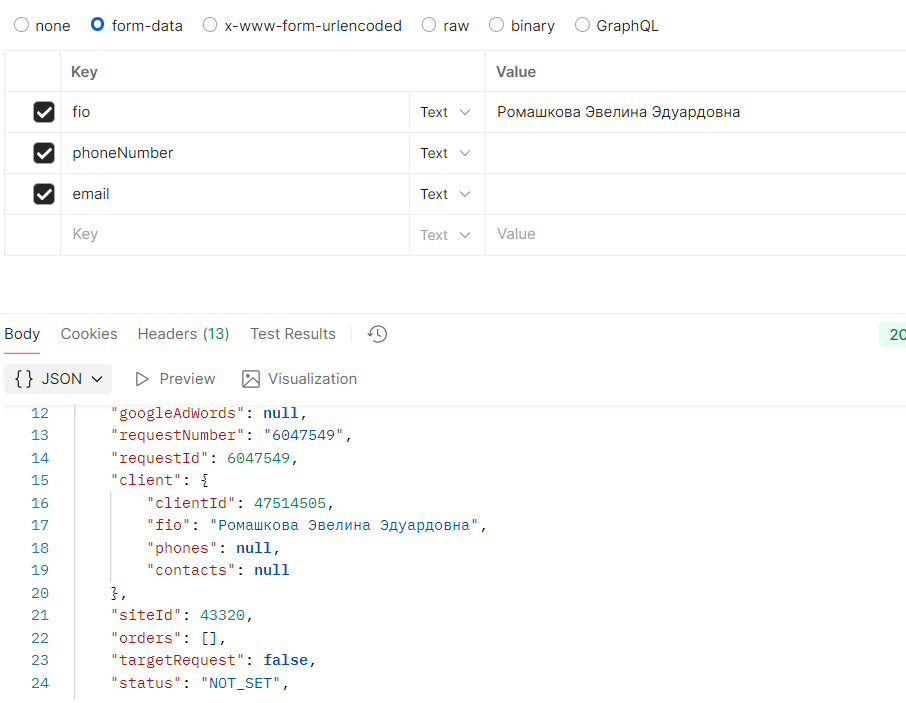 none form-data x-www-form-urlencoded raw binary GraphQL
Key Value
fio Text Ромашкова Эвелина Эдуардовна
phoneNumber Text
email Text
Key Text Value
Body Cookies Headers (13) Test Results 20
{} JSON Preview Visualization
12 "googleAdWords": null,
13 "requestNumber": "6047549",
14 "requestId": 6047549,
15 "client": {
16 "clientId": 47514505,
17 "fio": "Ромашкова Эвелина Эдуардовна",
18 "phones": null,
19 "contacts": null
20 },
21 "siteId": 43320,
22 "orders": [],
23 "targetRequest": false,
24 "status": "NOT_SET",